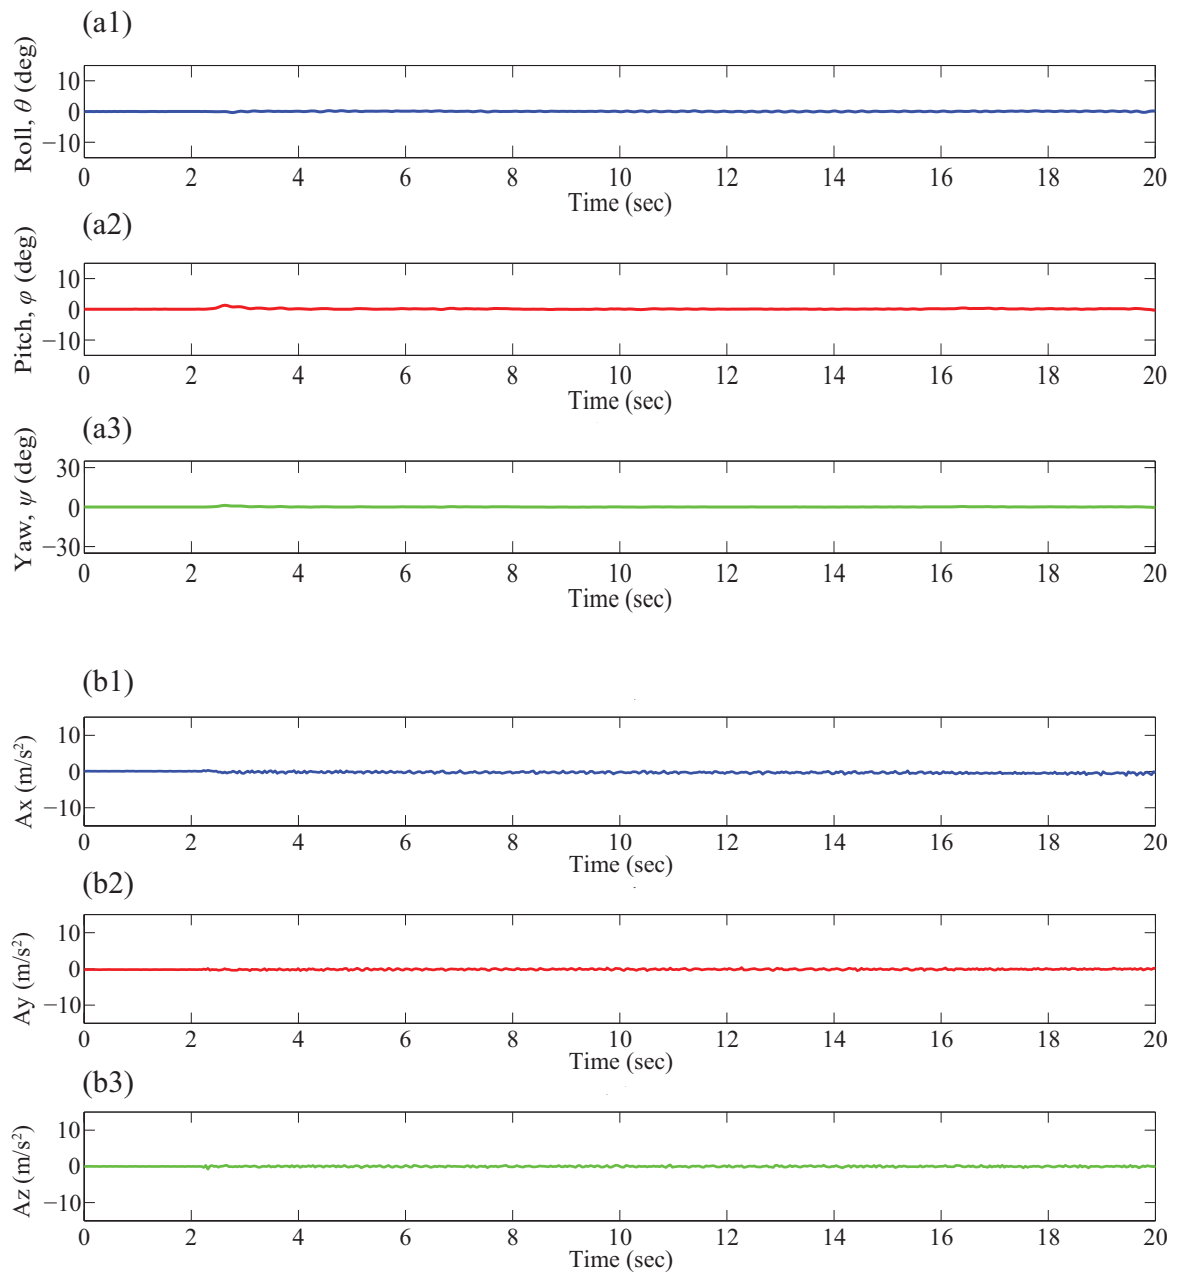 (a1)
Roll, θ (deg)
10
0
−10
0 2 4 6 8 10 12 14 16 18 20
Time (sec)
(a2)
Pitch, φ (deg)
10
0
−10
0 2 4 6 8 10 12 14 16 18 20
Time (sec)
(a3)
Yaw, ψ (deg)
30
0
−30
0 2 4 6 8 10 12 14 16 18 20
Time (sec)
(b1)
Ax (m/s²)
10
0
−10
0 2 4 6 8 10 12 14 16 18 20
Time (sec)
(b2)
Ay (m/s²)
10
0
−10
0 2 4 6 8 10 12 14 16 18 20
Time (sec)
(b3)
Az (m/s²)
10
0
−10
0 2 4 6 8 10 12 14 16 18 20
Time (sec)